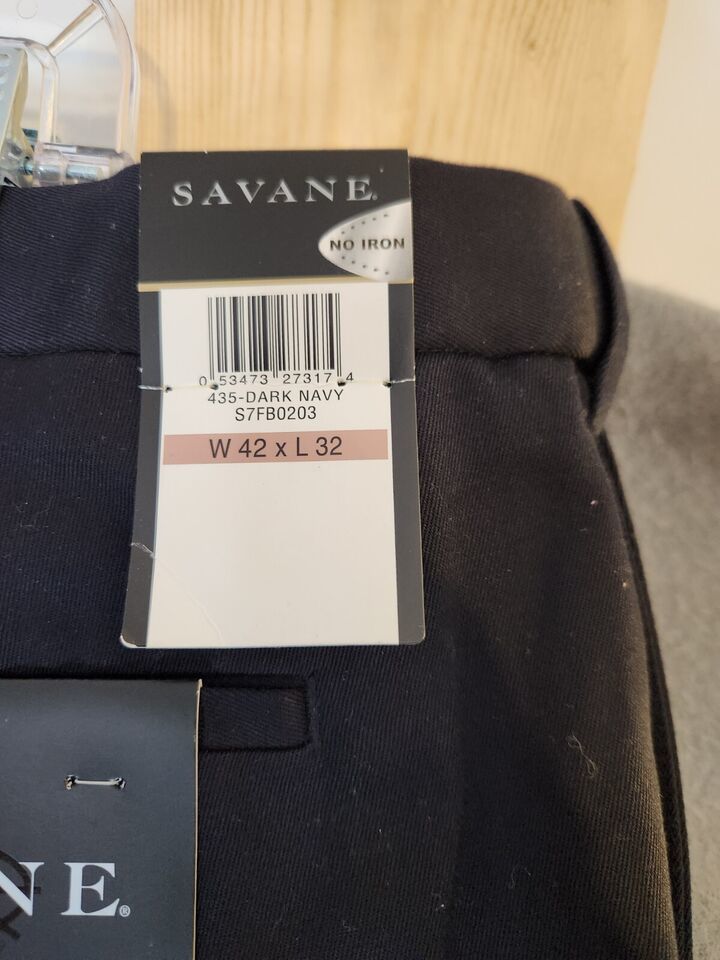 SAVANE®
NO IRON
0 53473 27317 4
435-DARK NAVY
S7FB0203
W 42 x L 32
NE®